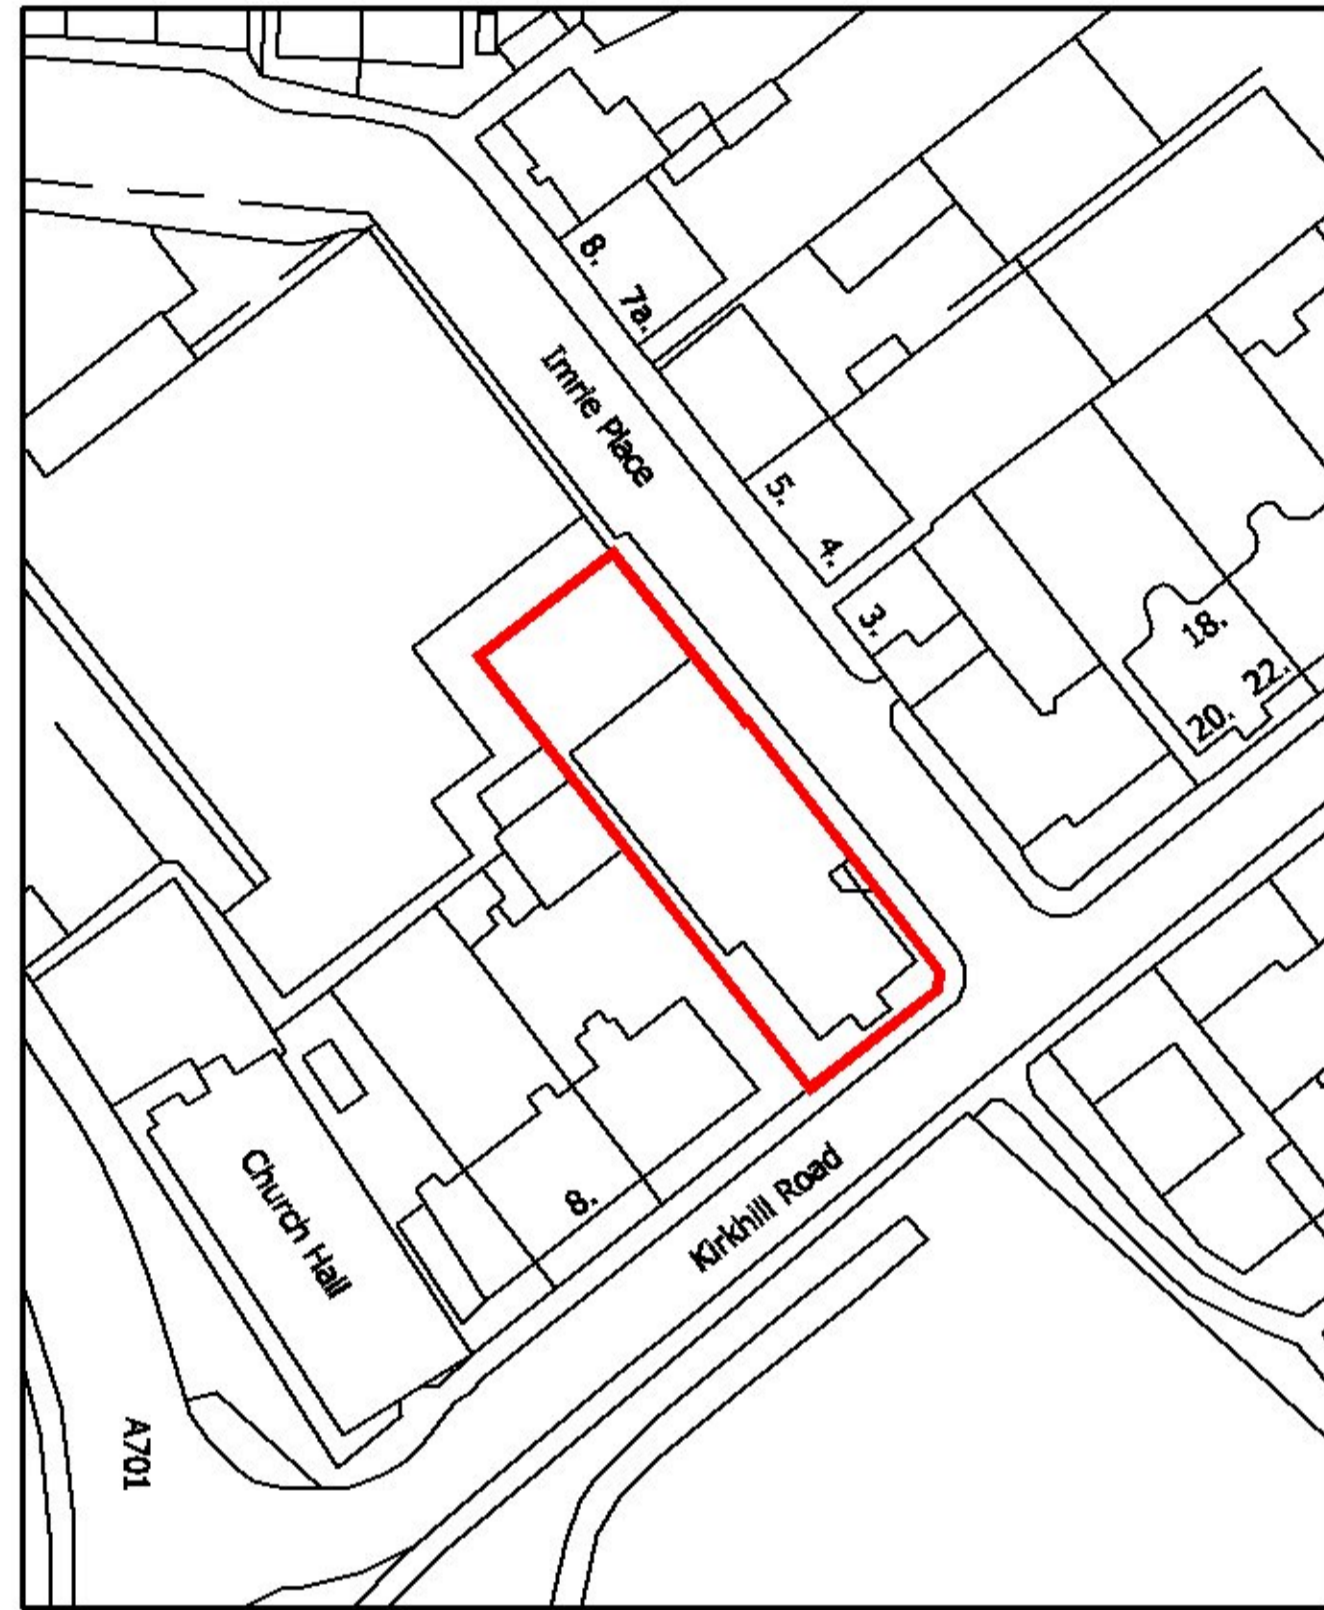 8.
7a.
Imrie Place
5.
4.
3.
18.
22.
20.
Church Hall
8.
Kirkhill Road
A701